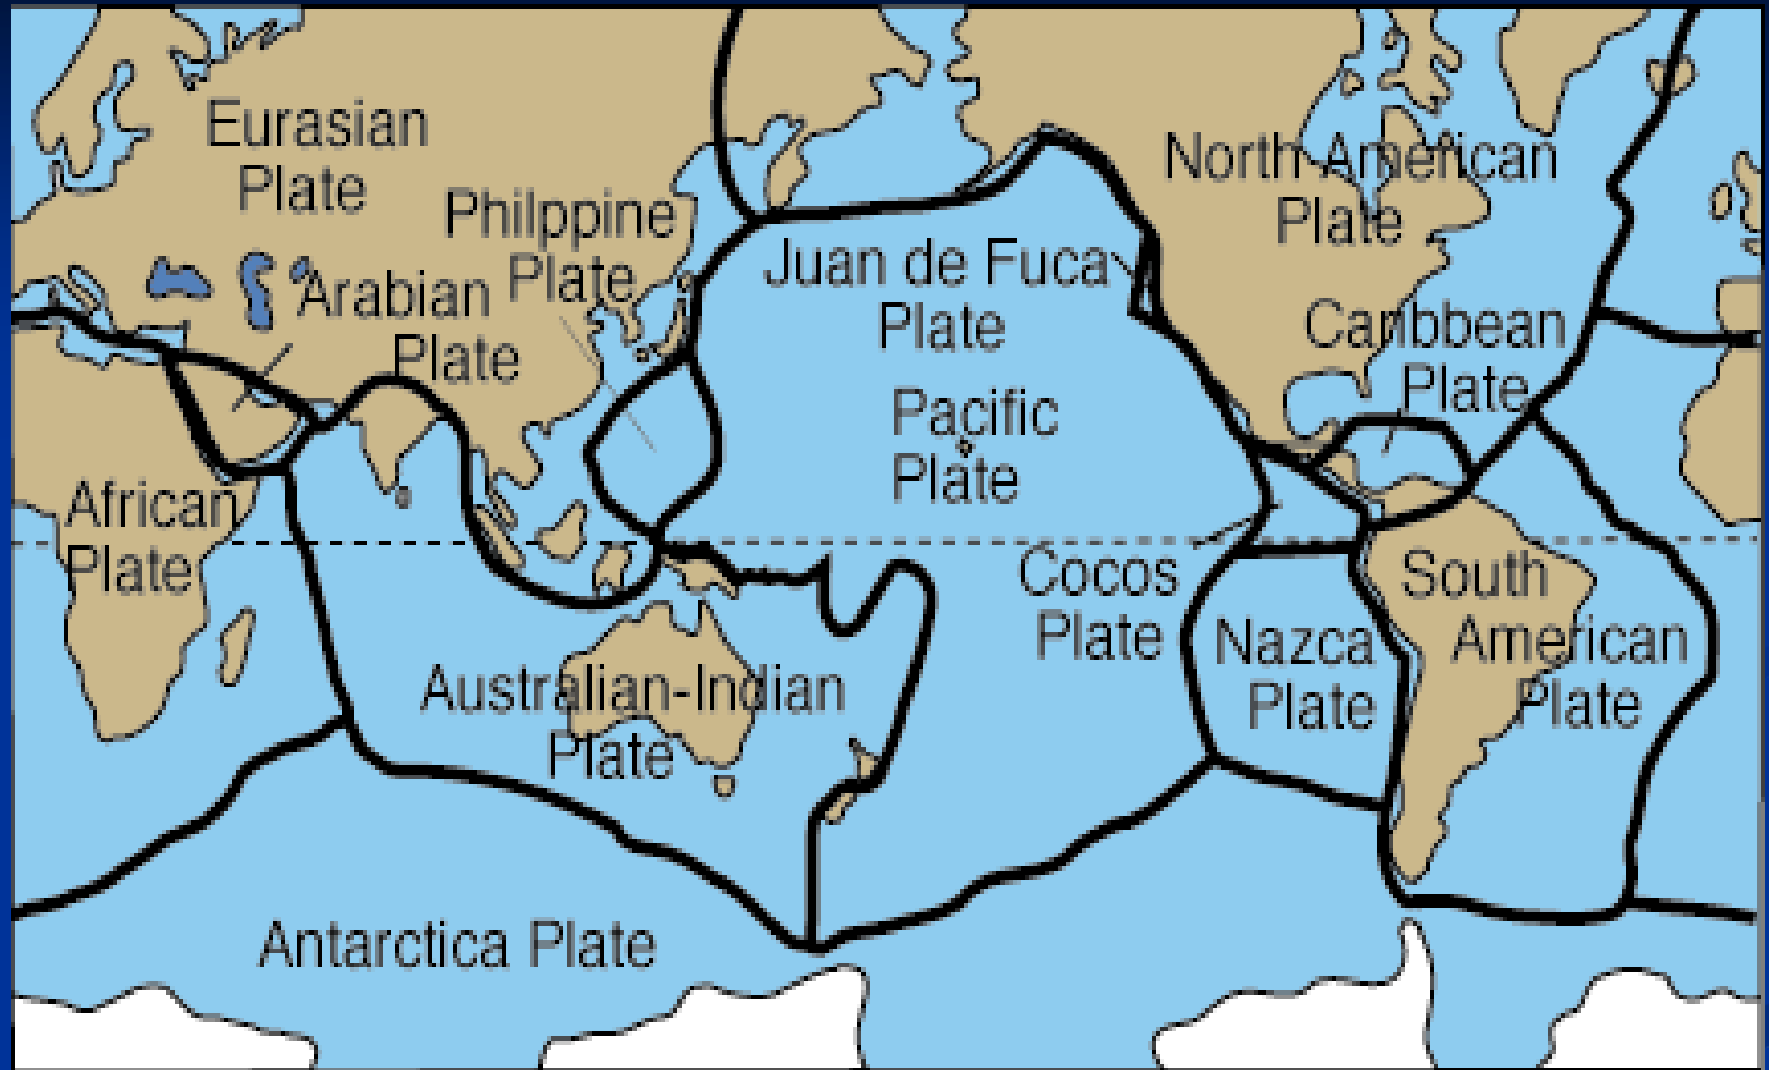 Eurasian
Plate
Philppine
Plate
Arabian
Plate
Juan de Fuca
Plate
North American
Plate
Caribbean
Plate
Pacific
Plate
African
Plate
Cocos
Plate
Nazca
Plate
South
American
Plate
Australian-Indian
Plate
Antarctica Plate